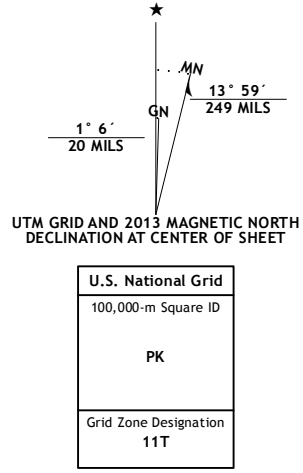 ★
MN
GN
13° 59´
249 MILS
1° 6´
20 MILS
UTM GRID AND 2013 MAGNETIC NORTH
DECLINATION AT CENTER OF SHEET
U.S. National Grid
100,000-m Square ID
PK
Grid Zone Designation
11T